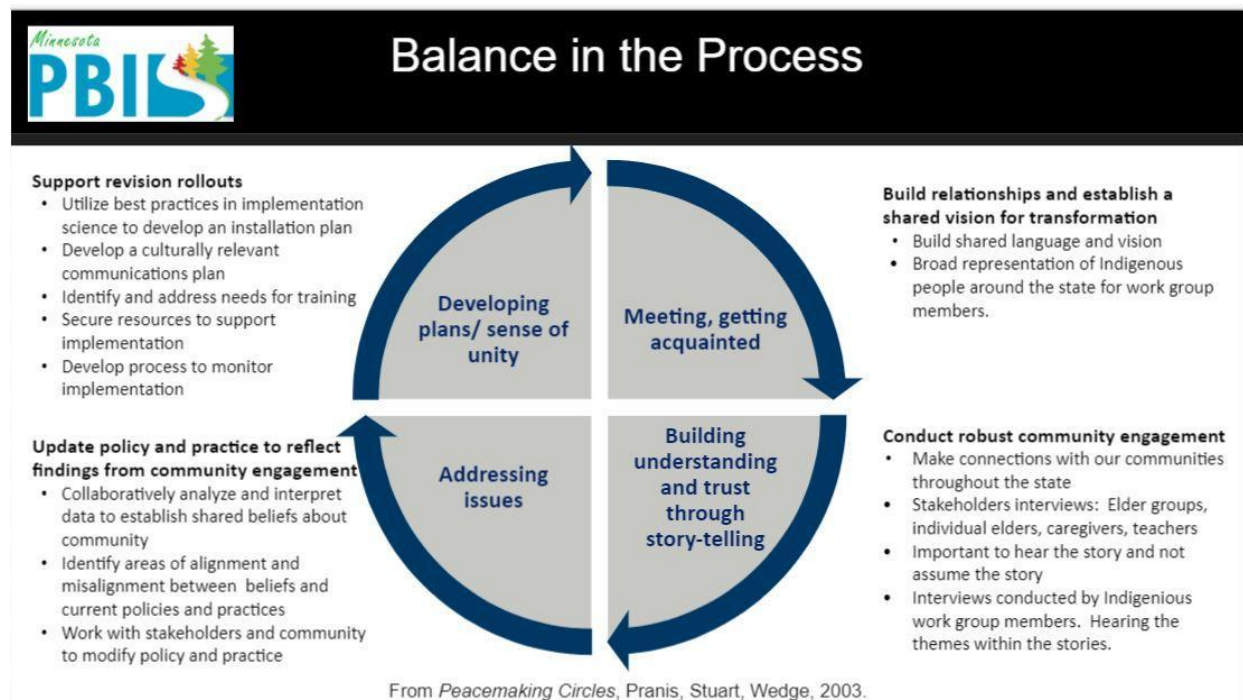 Minnesota
PBIS
Balance in the Process
Support revision rollouts
• Utilize best practices in implementation
science to develop an installation plan
• Develop a culturally relevant
communications plan
• Identify and address needs for training
• Secure resources to support
implementation
• Develop process to monitor
implementation
Developing
plans/ sense of
unity
Meeting, getting
acquainted
Build relationships and establish a
shared vision for transformation
• Build shared language and vision
• Broad representation of Indigenous
people around the state for work group
members.
Update policy and practice to reflect
findings from community engagement
• Collaboratively analyze and interpret
data to establish shared beliefs about
community
• Identify areas of alignment and
misalignment between beliefs and
current policies and practices
• Work with stakeholders and community
to modify policy and practice
Addressing
issues
Building
understanding
and trust
through
story-telling
Conduct robust community engagement
• Make connections with our communities
throughout the state
• Stakeholders interviews: Elder groups,
individual elders, caregivers, teachers
• Important to hear the story and not
assume the story
• Interviews conducted by Indigenious
work group members. Hearing the
themes within the stories.
From Peacemaking Circles, Pranis, Stuart, Wedge, 2003.